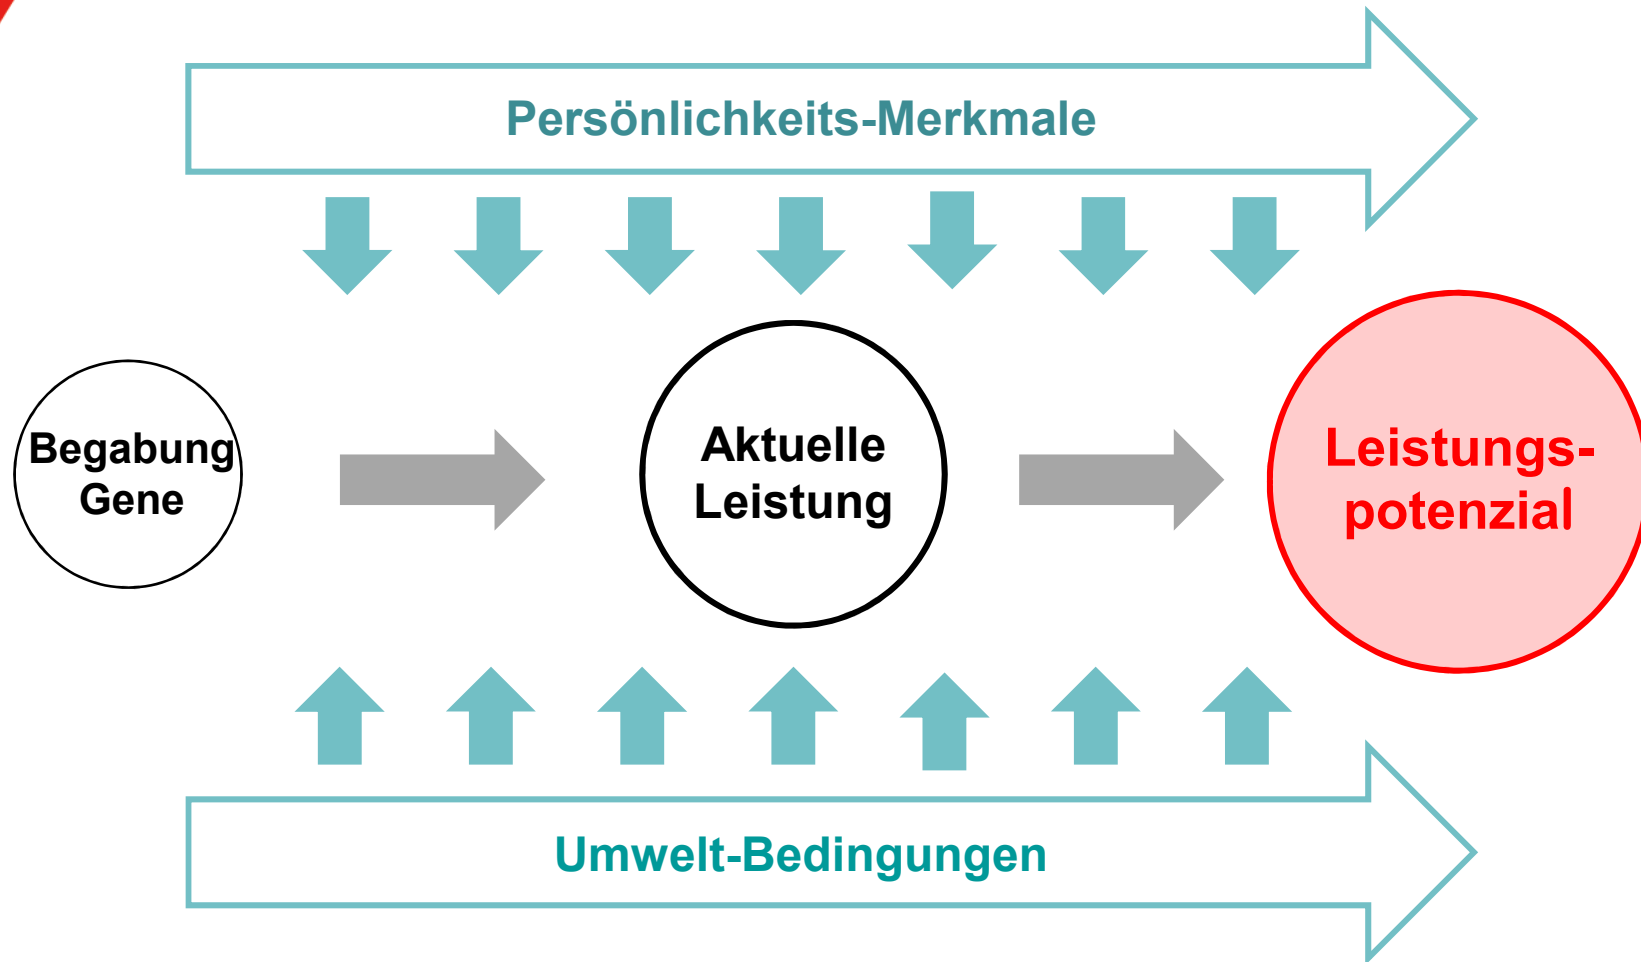 Persönlichkeits-Merkmale
Begabung
Gene
Aktuelle
Leistung
Leistungs-
potenzial
Umwelt-Bedingungen